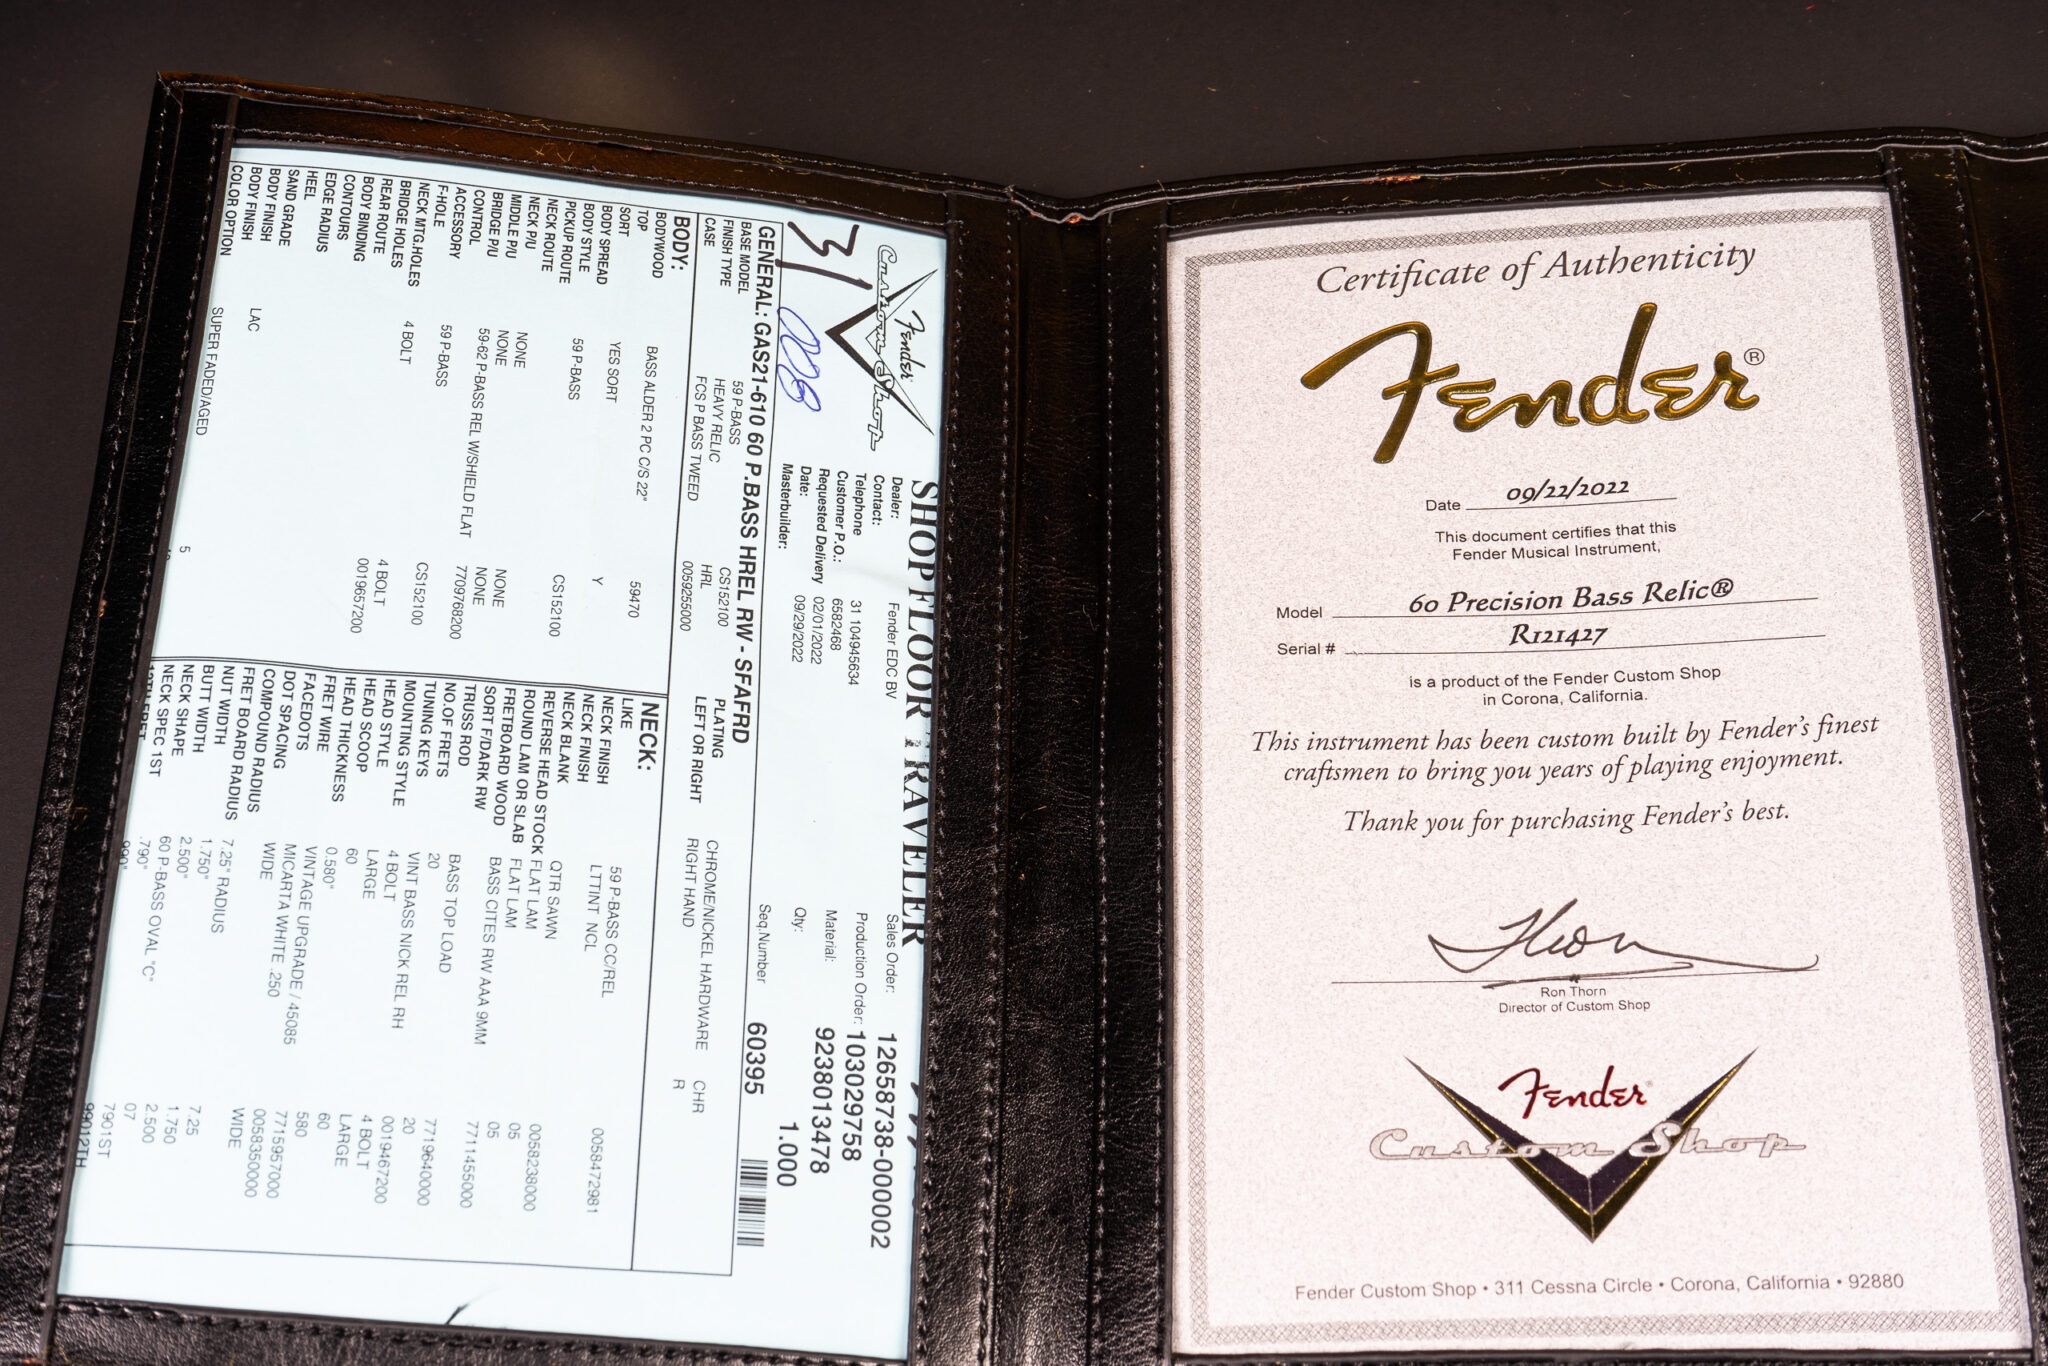 Fender
Custom Shop
31
SHOPFLOOR TRAVELER
Dealer: Fender EDC BV
Contact:
Telephone 31 104945634
Customer P.O.: 6582468
Requested Delivery 02/01/2022
Date: 09/29/2022
Masterbuilder:
Sales Order: 12658738-000002
Production Order: 103029758
Material: 9238013478
Qty: 1.000
Seq.Number 60395
GENERAL: GAS21-610 60 P.BASS HREL RW - SFAFRD
BASE MODEL 59 P-BASS CS152100 PLATING CHROME/NICKEL HARDWARE CHR
FINISH TYPE HEAVY RELIC HRL LEFT OR RIGHT RIGHT HAND R
CASE FCS P BASS TWEED 0059255000
BODY:
BODYWOOD BASS ALDER 2 PC C/S 22" 59470
TOP
SORT YES SORT Y
BODY SPREAD
BODY STYLE 59 P-BASS CS152100
PICKUP ROUTE
NECK ROUTE
NECK P/U NONE NONE
MIDDLE P/U NONE NONE
BRIDGE P/U 59-62 P-BASS REL W/SHIELD FLAT 7709768200
CONTROL
ACCESSORY 59 P-BASS CS152100
F-HOLE
NECK MTG.HOLES 4 BOLT 4 BOLT
BRIDGE HOLES 0019657200
REAR ROUTE
BODY BINDING
CONTOURS
EDGE RADIUS
HEEL
SAND GRADE
BODY FINISH
BODY FINISH LAC 5
COLOR OPTION SUPER FADED/AGED
NECK:
LIKE
NECK FINISH 59 P-BASS CC/REL 0058472981
NECK FINISH LTTINT NCL
NECK BLANK
REVERSE HEAD STOCK QTR SAWN
ROUND LAM OR SLAB FLAT LAM 0058238000
FRETBOARD WOOD FLAT LAM 05
SORT F/DARK RW BASS CITES RW AAA 9MM 05
TRUSS ROD 7711455000
NO.OF FRETS BASS TOP LOAD
TUNING KEYS 20 7719640000
MOUNTING STYLE VINT BASS NICK REL RH 20
HEAD STYLE 4 BOLT 0019467200
HEAD SCOOP LARGE 4 BOLT
HEAD THICKNESS 60 LARGE
FRET WIRE 0.580" 60
FACEDOTS VINTAGE UPGRADE / 45085 580
DOT SPACING MICARTA WHITE .250 7715957000
COMPOUND RADIUS WIDE 0058350000
FRET BOARD RADIUS WIDE
NUT WIDTH 7.25" RADIUS
BUTT WIDTH 1.750" 7.25
NECK SHAPE 2.500" 1.750
NECK SPEC 1ST 60 P-BASS OVAL "C" 2.500
.790" 07
7901ST
Certificate of Authenticity
Fender®
Date 09/22/2022
This document certifies that this
Fender Musical Instrument,
Model 60 Precision Bass Relic®
Serial # R121427
is a product of the Fender Custom Shop
in Corona, California.
This instrument has been custom built by Fender's finest
craftsmen to bring you years of playing enjoyment.
Thank you for purchasing Fender's best.
Ron Thorn
Director of Custom Shop
Fender
Custom Shop
Fender Custom Shop • 311 Cessna Circle • Corona, California • 92880